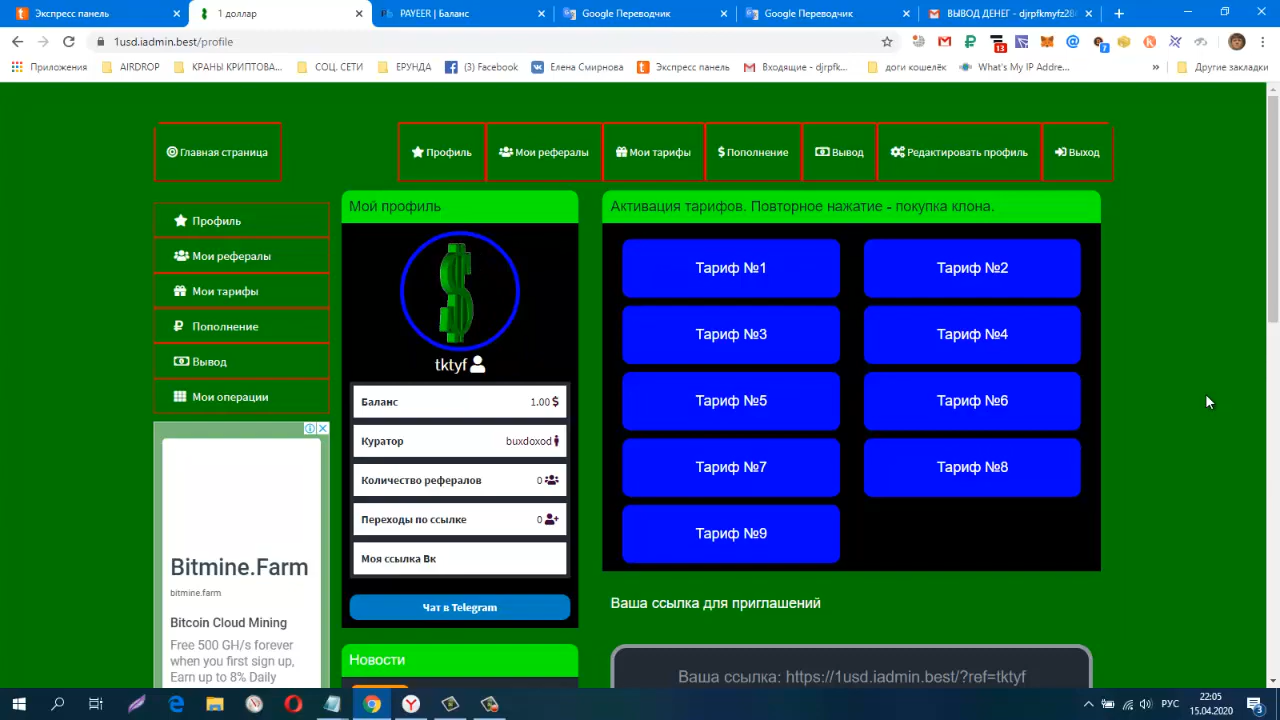 Экспресс панель
1 доллар
PAYEER | Баланс
Google Переводчик
Google Переводчик
ВЫВОД ДЕНЕГ - djrpfkmyfz28
1usd.iadmin.best/profile
13
7
Приложения
AIRDROP
КРАНЫ КРИПТОВА...
СОЦ. СЕТИ
ЕРУНДА
(3) Facebook
Елена Смирнова
Экспресс панель
Входящие - djrpfk...
доги кошелёк
What's My IP Addre...
»
Другие закладки
Главная страница
Профиль
Мои рефералы
Мои тарифы
Пополнение
Вывод
Редактировать профиль
Выход
Профиль
Мои рефералы
Мои тарифы
Пополнение
Вывод
Мои операции
Bitmine.Farm
bitmine.farm
Bitcoin Cloud Mining
Free 500 GH/s forever
when you first sign up,
Earn up to 8% Daily
Мой профиль
tktyf
Баланс 1.00 $
Куратор buxdoxod
Количество рефералов 0
Переходы по ссылке 0
Моя ссылка Вк
Чат в Telegram
Новости
Активация тарифов. Повторное нажатие - покупка клона.
Тариф №1
Тариф №2
Тариф №3
Тариф №4
Тариф №5
Тариф №6
Тариф №7
Тариф №8
Тариф №9
Ваша ссылка для приглашений
Ваша ссылка: https://1usd.iadmin.best/?ref=tktyf
РУС
22:05
15.04.2020
3